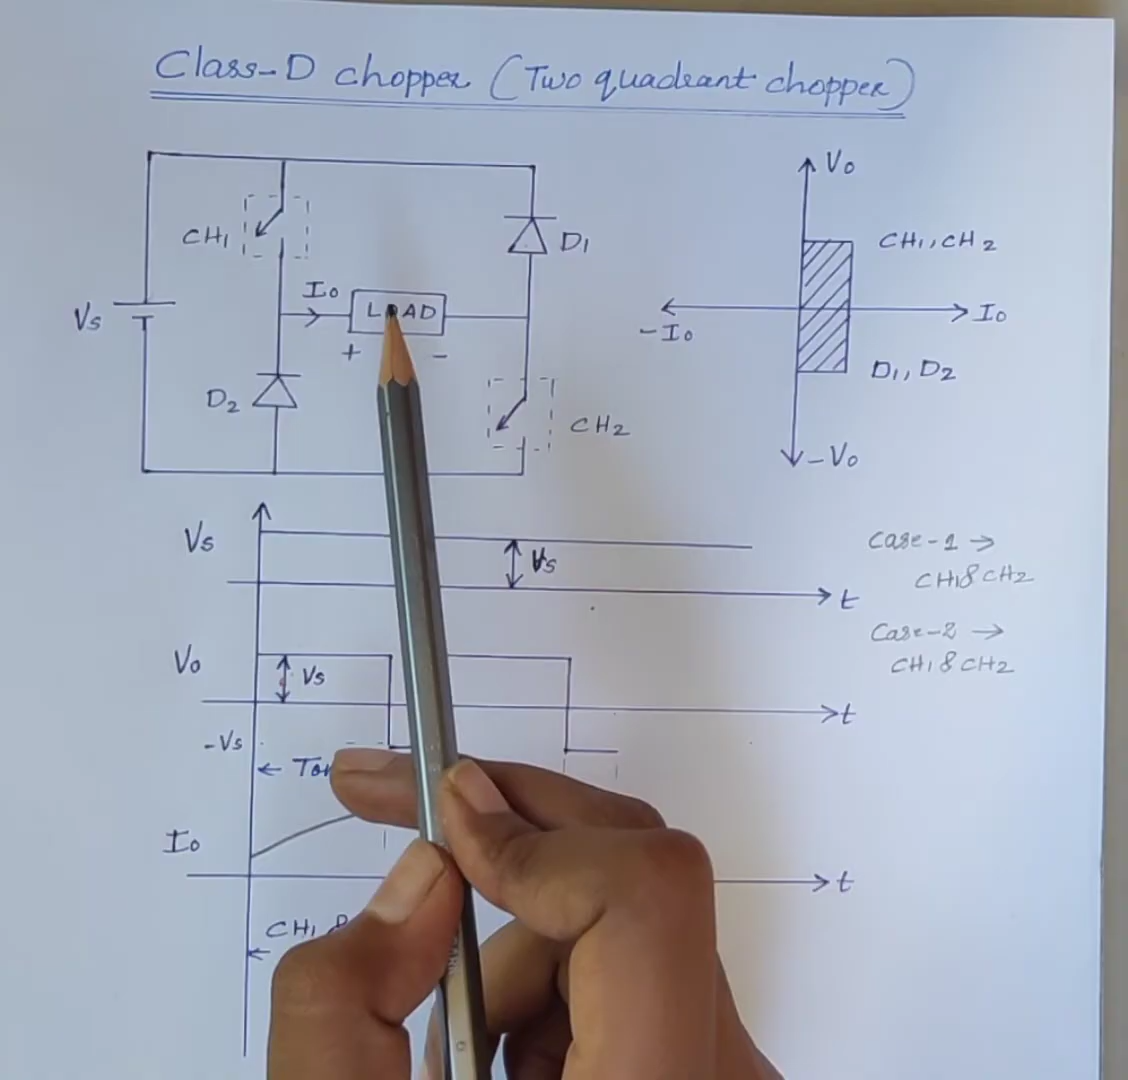 Class-D chopper (Two quadrant chopper)
Vo
CH1
D1
CH1, CH2
Io
LOAD
Vs
Io
-Io
+ -
D2
D1, D2
CH2
-Vo
Vs
Vs
Case-1 →
CH1 & CH2
t
Case-2 →
CH1 & CH2
Vo
Vs
t
-Vs
Io
t
CH1